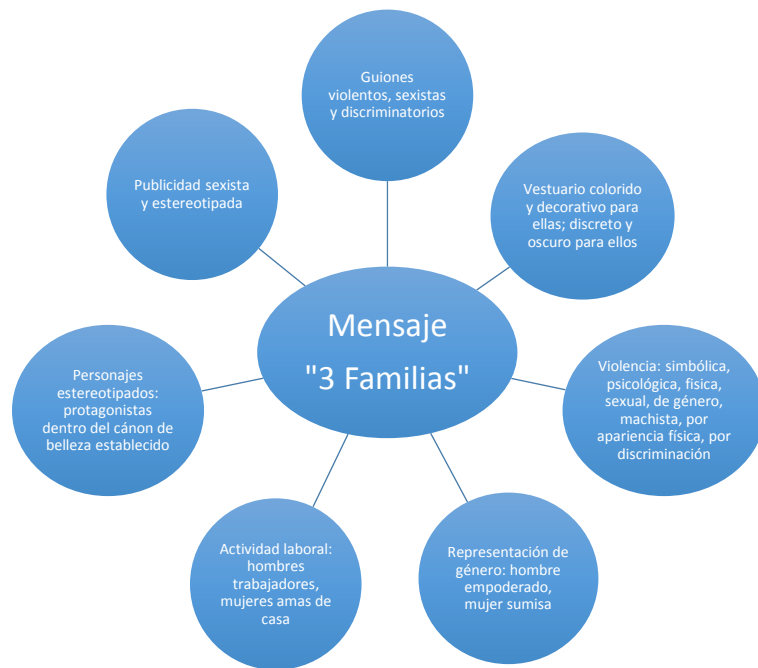 Guiones
violentos, sexistas
y discriminatorios
Publicidad sexista
y estereotipada
Vestuario colorido
y decorativo para
ellas; discreto y
oscuro para ellos
Mensaje
"3 Familias"
Personajes
estereotipados:
protagonistas
dentro del cánon de
belleza establecido
Violencia: simbólica,
psicológica, fisica,
sexual, de género,
machista, por
apariencia física, por
discriminación
Actividad laboral:
hombres
trabajadores,
mujeres amas de
casa
Representación de
género: hombre
empoderado,
mujer sumisa